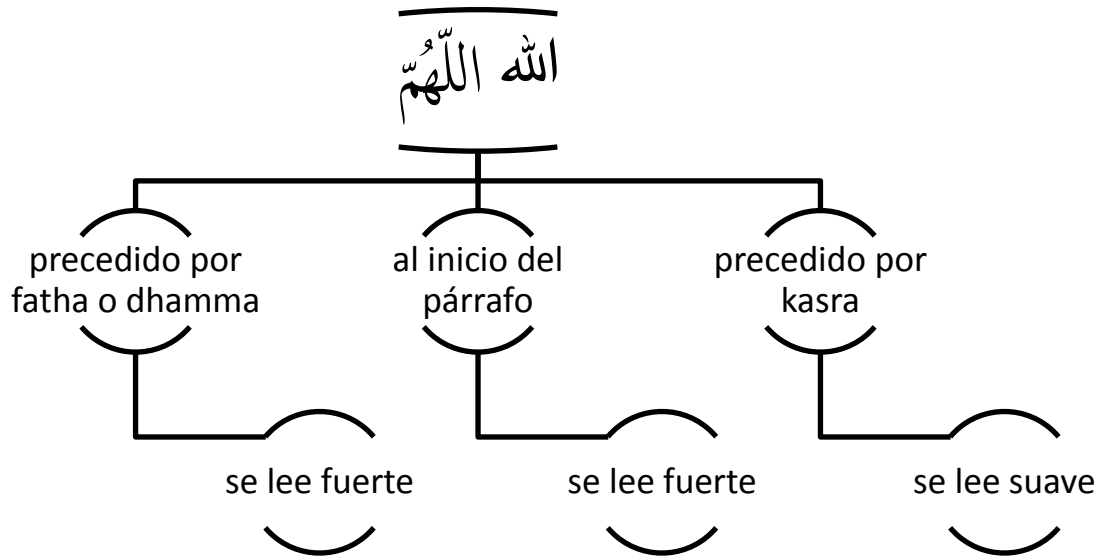 الله اللّهُمّ
precedido por
fatha o dhamma
al inicio del
párrafo
precedido por
kasra
se lee fuerte
se lee fuerte
se lee suave